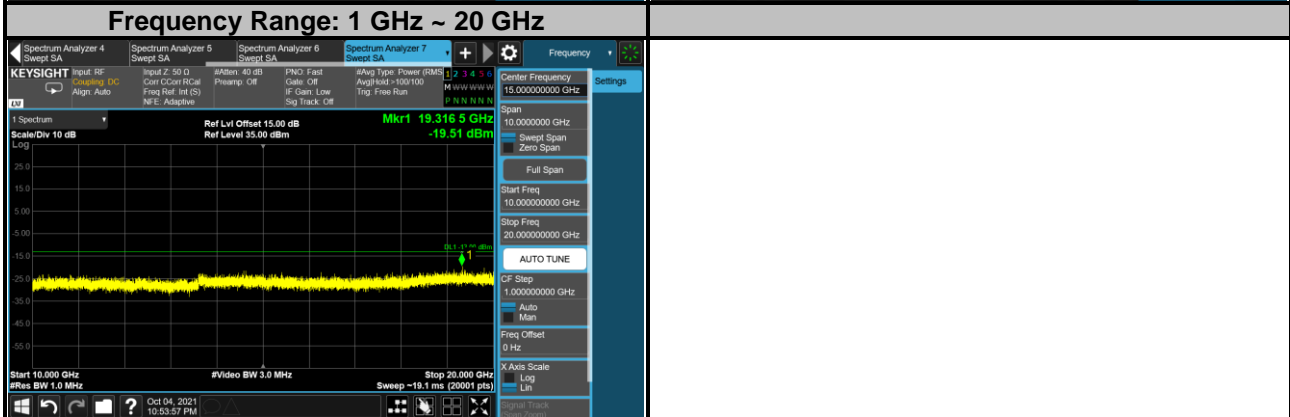 Frequency Range: 1 GHz ~ 20 GHz
Spectrum Analyzer 4
Swept SA
Spectrum Analyzer 5
Swept SA
Spectrum Analyzer 6
Swept SA
Spectrum Analyzer 7
Swept SA
Frequency
KEYSIGHT
Input: RF
Coupling: DC
Align: Auto
Input Z: 50 Ω
Corr CCorr RCal
Freq Ref: Int (S)
NFE: Adaptive
#Atten: 40 dB
Preamp: Off
PNO: Fast
Gate: Off
IF Gain: Low
Sig Track: Off
#Avg Type: Power (RMS
Avg|Hold:>100/100
Trig: Free Run
1 2 3 4 5 6
M W W W W W
P N N N N N
LXI
1 Spectrum
Scale/Div 10 dB
Log
Ref Lvl Offset 15.00 dB
Ref Level 35.00 dBm
Mkr1 19.316 5 GHz
-19.51 dBm
25.0
15.0
5.00
-5.00
-15.0
-25.0
-35.0
-45.0
-55.0
DL1 -13.00 dBm
1
Start 10.000 GHz
#Res BW 1.0 MHz
#Video BW 3.0 MHz
Stop 20.000 GHz
Sweep ~19.1 ms (20001 pts)
Center Frequency
15.000000000 GHz
Settings
Span
10.0000000 GHz
Swept Span
Zero Span
Full Span
Start Freq
10.000000000 GHz
Stop Freq
20.000000000 GHz
AUTO TUNE
CF Step
1.000000000 GHz
Auto
Man
Freq Offset
0 Hz
X Axis Scale
Log
Lin
Signal Track
(Span Zoom)
Oct 04, 2021
10:53:57 PM